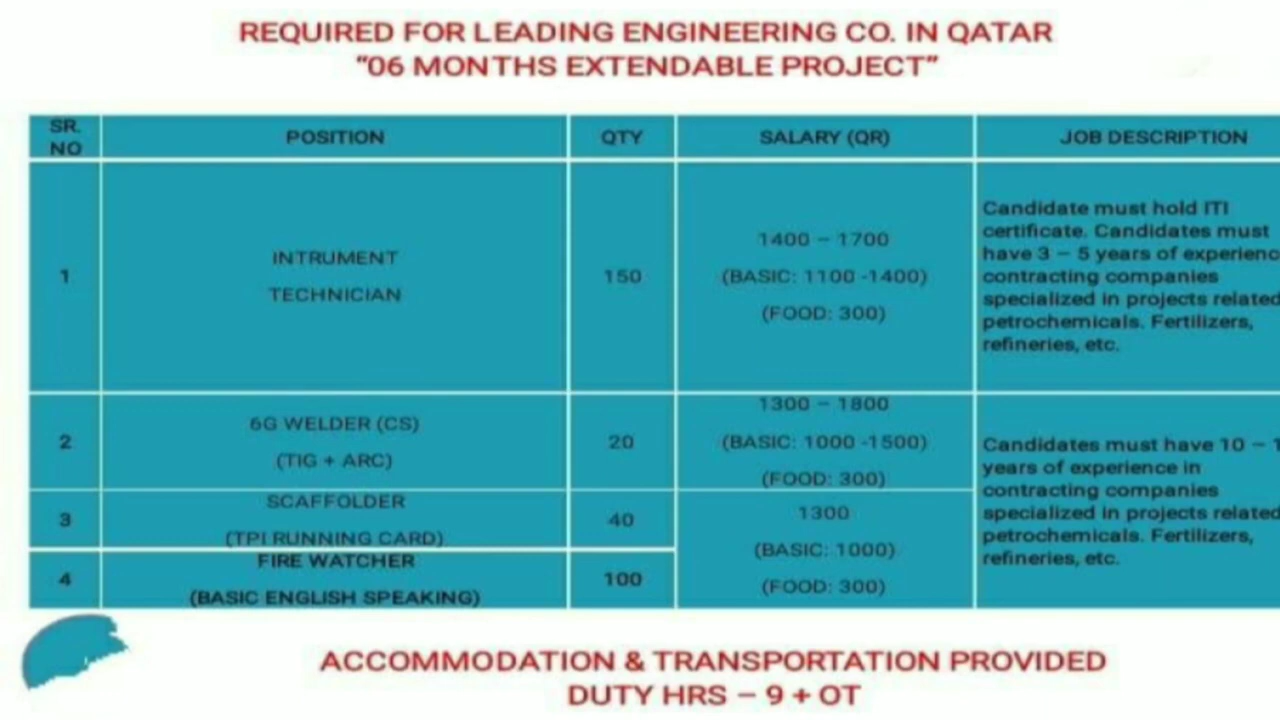 REQUIRED FOR LEADING ENGINEERING CO. IN QATAR
"06 MONTHS EXTENDABLE PROJECT"
SR. NO
POSITION
QTY
SALARY (QR)
JOB DESCRIPTION
1
INTRUMENT
TECHNICIAN
150
1400 – 1700
(BASIC: 1100 -1400)
(FOOD: 300)
Candidate must hold ITI
certificate. Candidates must
have 3 – 5 years of
contracting companies
specialized in projects related
petrochemicals. Fertilizers,
refineries, etc.
2
6G WELDER (CS)
(TIG + ARC)
20
1300 – 1800
(BASIC: 1000 -1500)
(FOOD: 300)
Candidates must have 10 –
years of experience in
contracting companies
specialized in projects related
petrochemicals. Fertilizers,
refineries, etc.
3
SCAFFOLDER
(TPI RUNNING CARD)
40
1300
(BASIC: 1000)
(FOOD: 300)
4
FIRE WATCHER
(BASIC ENGLISH SPEAKING)
100
ACCOMMODATION & TRANSPORTATION PROVIDED
DUTY HRS – 9 + OT